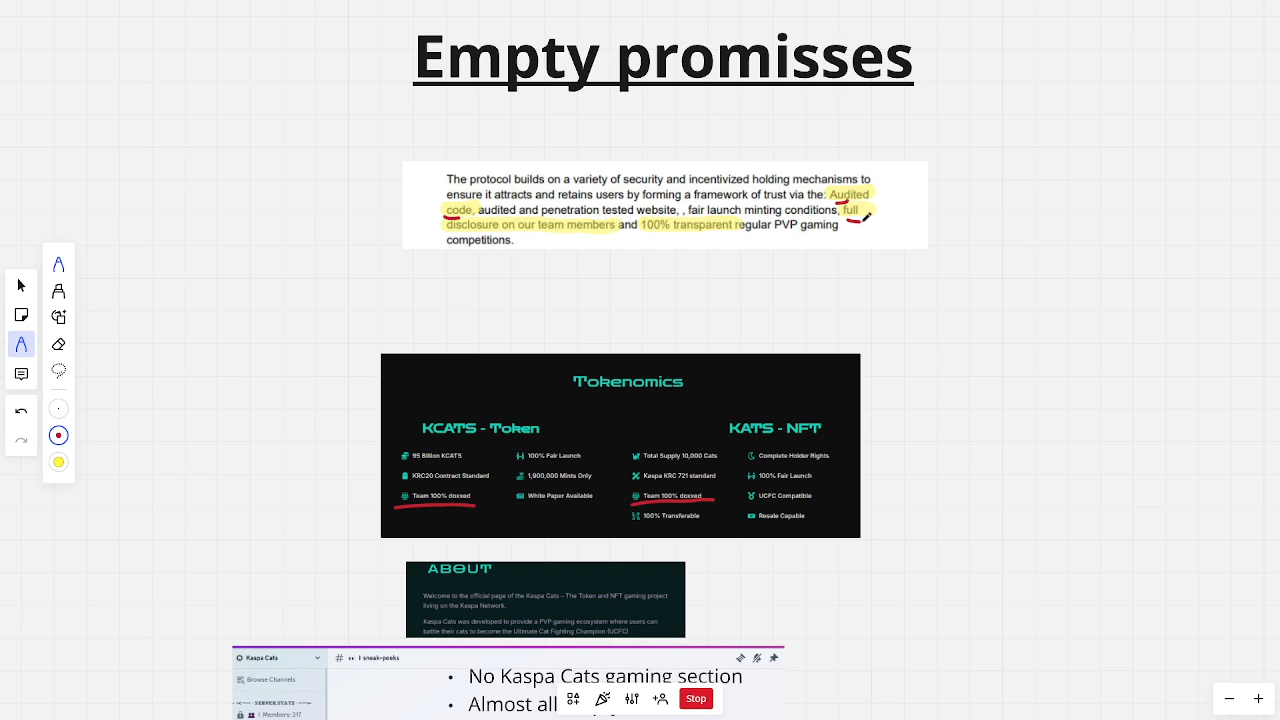 Empty promisses
The protocol builds on a variety of security and incentivized holding mechanisms to
ensure it attracts and retains users by forming a framework of trust via the: Audited
code, audited and penetration tested website, , fair launch minting conditions, full
disclosure on our team members and 100% transparent regular PVP gaming
competitions.
Tokenomics
KCATS - Token
KATS - NFT
95 Billion KCATS
100% Fair Launch
Total Supply 10,000 Cats
Complete Holder Rights
KRC20 Contract Standard
1,900,000 Mints Only
Kaspa KRC 721 standard
100% Fair Launch
Team 100% doxxed
White Paper Available
Team 100% doxxed
UCFC Compatible
100% Transferable
Resale Capable
ABOUT
Welcome to the official page of the Kaspa Cats – The Token and NFT gaming project
living on the Kaspa Network.
Kaspa Cats was developed to provide a PVP gaming ecosystem where users can
battle their cats to become the Ultimate Cat Fighting Champion (UCFC)
Kaspa Cats
sneak-peeks
Browse Channels
SERVER STATS
Members: 317
• No Kaspa Cats gaming section
• Almost all
Stop